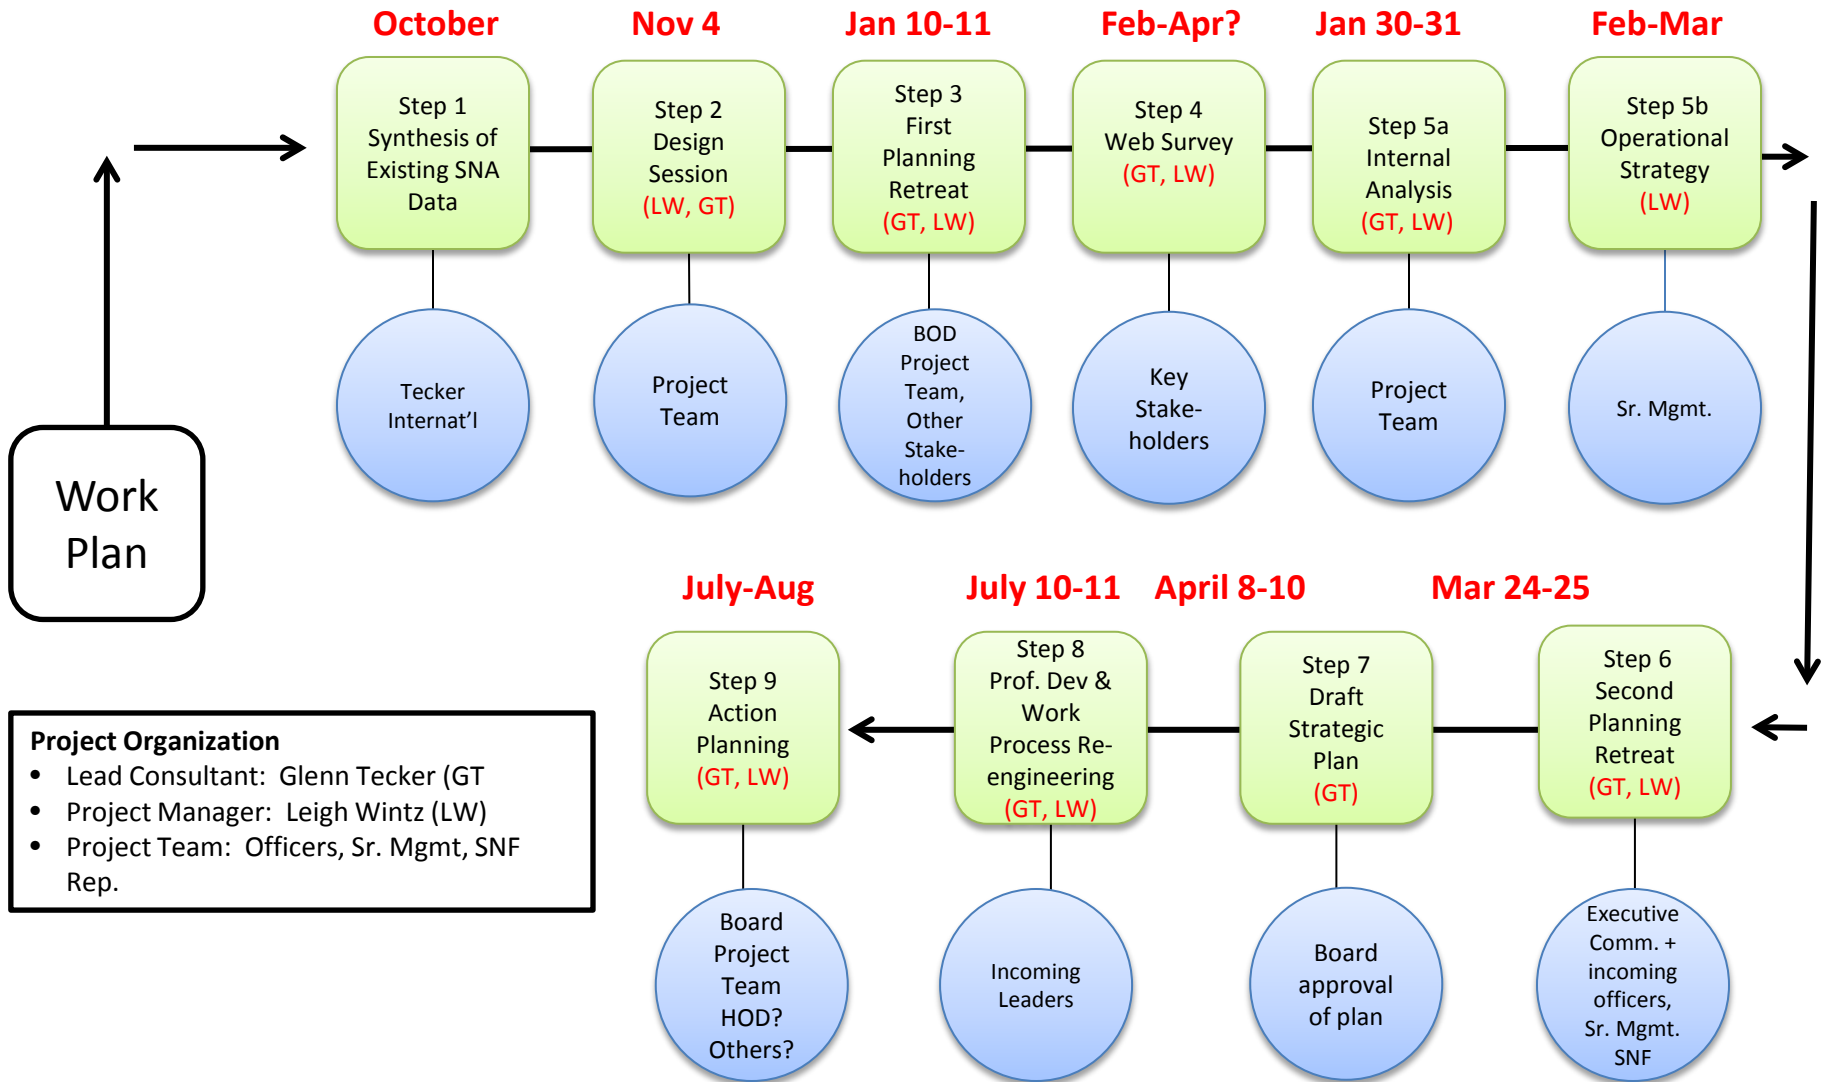 October
Nov 4
Jan 10-11
Feb-Apr?
Jan 30-31
Feb-Mar
Step 1
Synthesis of
Existing SNA
Data
Step 2
Design
Session
(LW, GT)
Step 3
First
Planning
Retreat
(GT, LW)
Step 4
Web Survey
(GT, LW)
Step 5a
Internal
Analysis
(GT, LW)
Step 5b
Operational
Strategy
(LW)
Tecker
Internat'l
Project
Team
BOD
Project
Team,
Other
Stake-
holders
Key
Stake-
holders
Project
Team
Sr. Mgmt.
Work
Plan
July-Aug
July 10-11
April 8-10
Mar 24-25
Step 9
Action
Planning
(GT, LW)
Step 8
Prof. Dev &
Work
Process Re-
engineering
(GT, LW)
Step 7
Draft
Strategic
Plan
(GT)
Step 6
Second
Planning
Retreat
(GT, LW)
Project Organization
• Lead Consultant: Glenn Tecker (GT
• Project Manager: Leigh Wintz (LW)
• Project Team: Officers, Sr. Mgmt, SNF
Rep.
Board
Project
Team
HOD?
Others?
Incoming
Leaders
Board
approval
of plan
Executive
Comm. +
incoming
officers,
Sr. Mgmt.
SNF